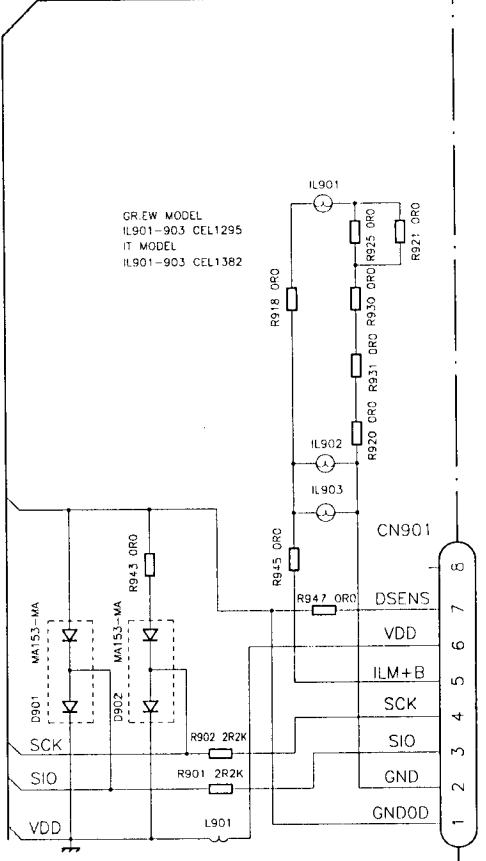 IL901
GR.EW MODEL
IL901-903 CEL1295
IT MODEL
IL901-903 CEL1382
R925 0R0
R921 0R0
R918 0R0
R930 0R0
R931 0R0
R920 0R0
IL902
IL903
CN901
R943 0R0
R945 0R0
R947 0R0
8
DSENS 7
VDD 6
ILM+B 5
SCK 4
SIO 3
GND 2
GNDOD 1
MA153-MA
MA153-MA
D901
D902
SCK
R902 2R2K
SIO
R901 2R2K
VDD
L901